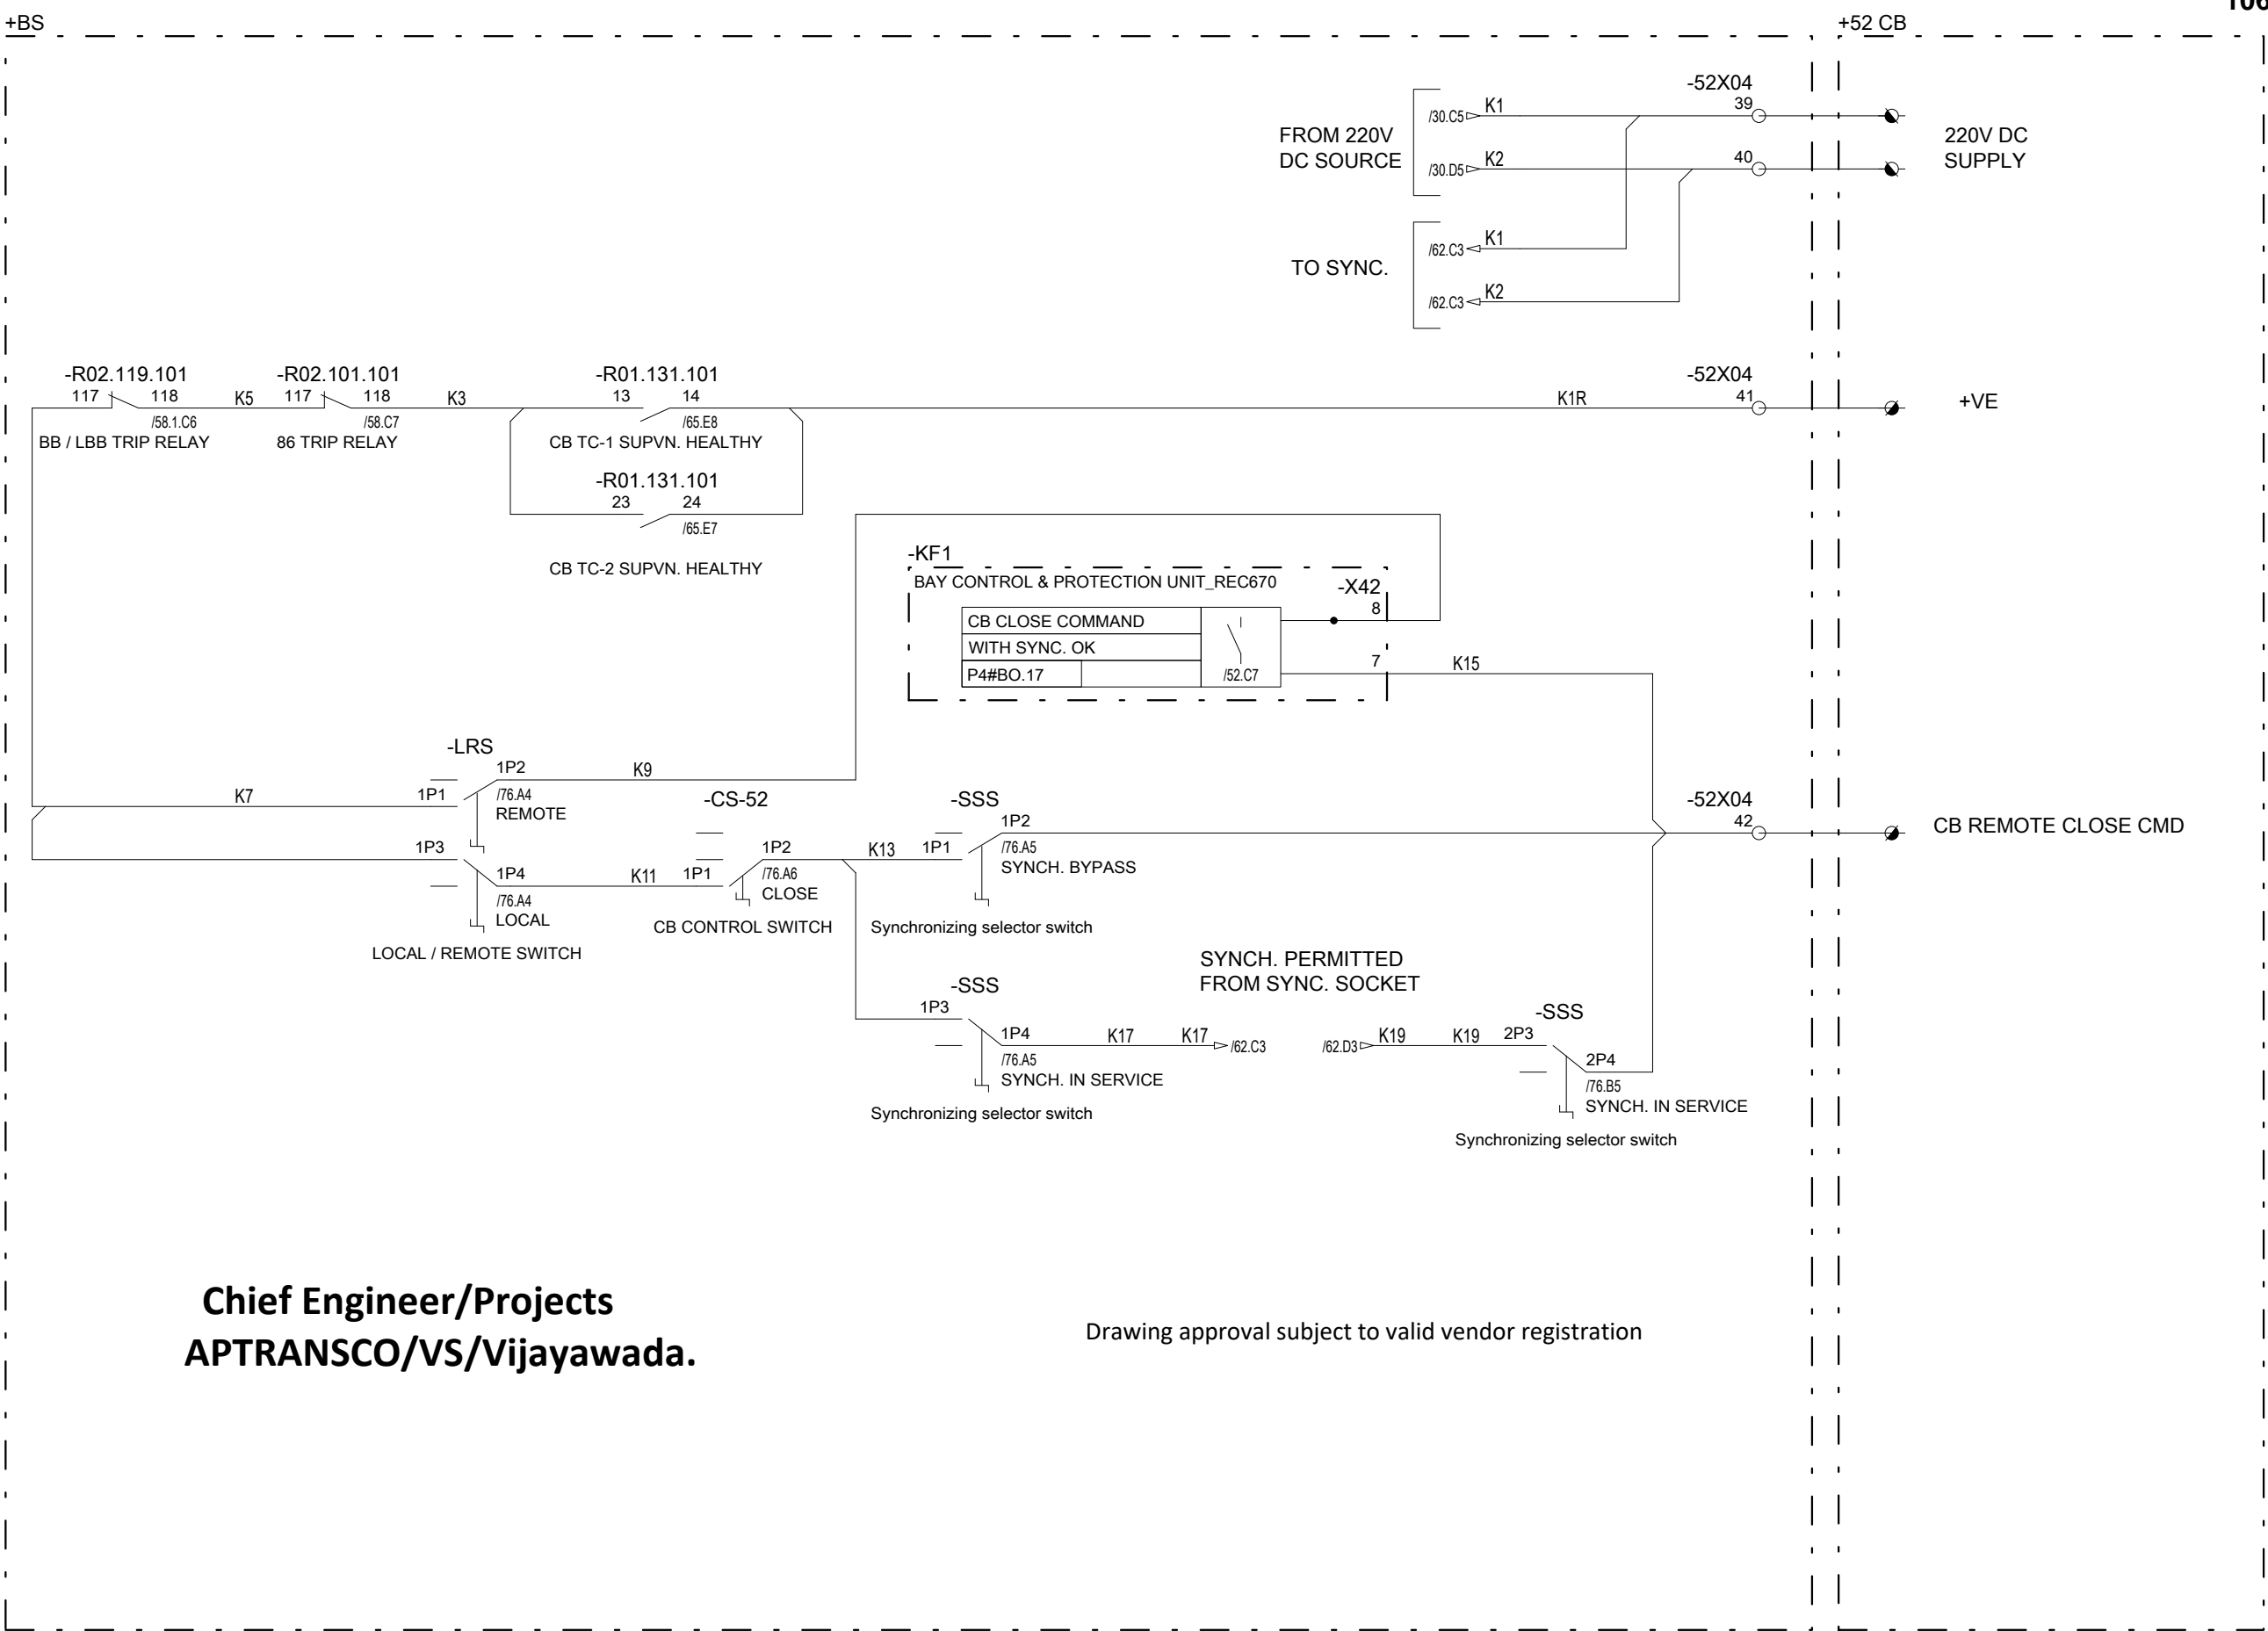 106
+BS
+52 CB
-52X04
39
/30.C5
K1
FROM 220V
DC SOURCE
220V DC
SUPPLY
/30.D5
K2
40
/62.C3
K1
TO SYNC.
/62.C3
K2
-R02.119.101
117
118
/58.1.C6
BB / LBB TRIP RELAY
K5
-R02.101.101
117
118
/58.C7
86 TRIP RELAY
K3
-R01.131.101
13
14
/65.E8
CB TC-1 SUPVN. HEALTHY
K1R
-52X04
41
+VE
-R01.131.101
23
24
/65.E7
CB TC-2 SUPVN. HEALTHY
-KF1
BAY CONTROL & PROTECTION UNIT_REC670
-X42
8
CB CLOSE COMMAND
WITH SYNC. OK
P4#BO.17
/52.C7
7
K15
-LRS
1P2
K9
K7
1P1
/76.A4
REMOTE
1P3
1P4
/76.A4
LOCAL
LOCAL / REMOTE SWITCH
K11
-CS-52
1P1
1P2
/76.A6
CLOSE
CB CONTROL SWITCH
K13
-SSS
1P1
1P2
/76.A5
SYNCH. BYPASS
Synchronizing selector switch
-52X04
42
CB REMOTE CLOSE CMD
SYNCH. PERMITTED
FROM SYNC. SOCKET
-SSS
1P3
1P4
/76.A5
SYNCH. IN SERVICE
Synchronizing selector switch
K17
K17
/62.C3
/62.D3
K19
K19
-SSS
2P3
2P4
/76.B5
SYNCH. IN SERVICE
Synchronizing selector switch
Chief Engineer/Projects
APTRANSCO/VS/Vijayawada.
Drawing approval subject to valid vendor registration